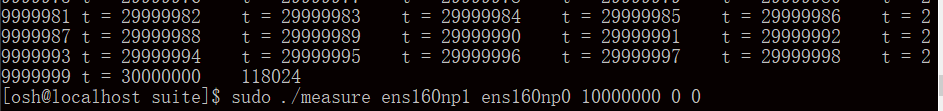 9999981 t = 29999982     t = 29999983     t = 29999984     t = 29999985     t = 29999986     t = 2
9999987 t = 29999988     t = 29999989     t = 29999990     t = 29999991     t = 29999992     t = 2
9999993 t = 29999994     t = 29999995     t = 29999996     t = 29999997     t = 29999998     t = 2
9999999 t = 30000000     118024
[osh@localhost suite]$ sudo ./measure ens160np1 ens160np0 10000000 0 0